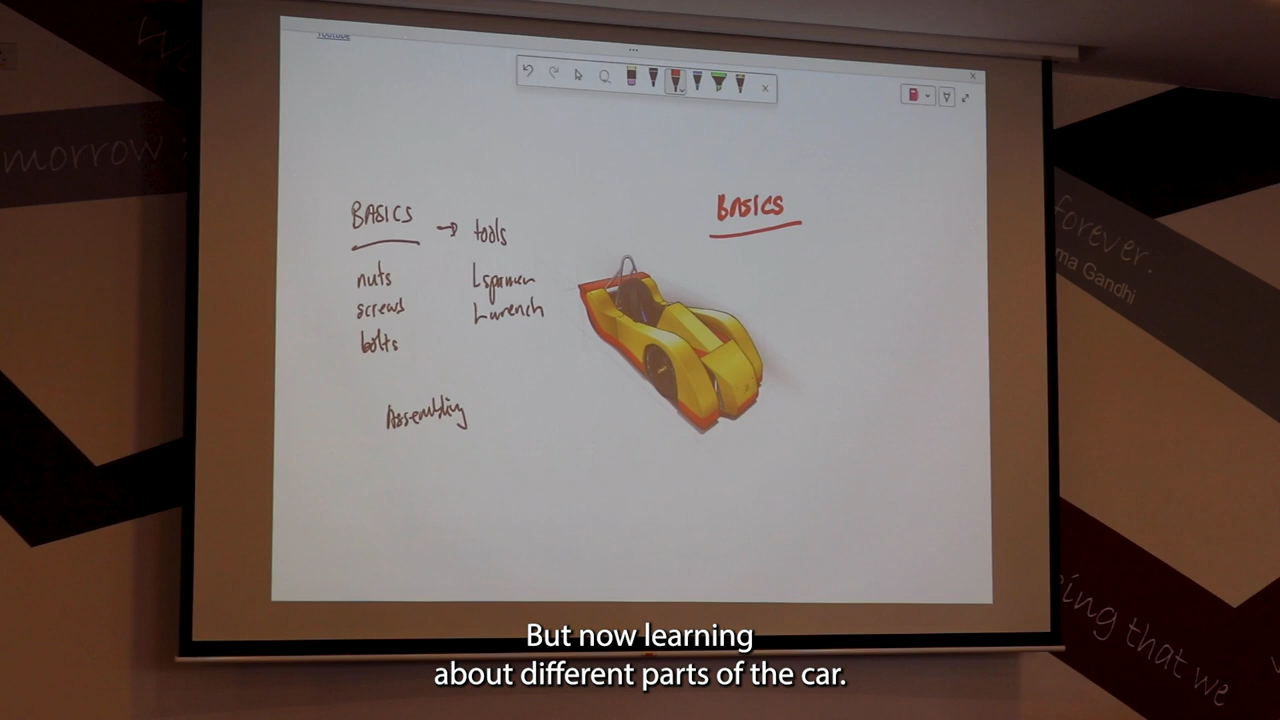 Youtube
BASICS → tools
nuts
screws
bolts
Lspanner
Lwrench
Assembling
BASICS
morrow
forever.
ma Gandhi
ing that we
But now learning
about different parts of the car.